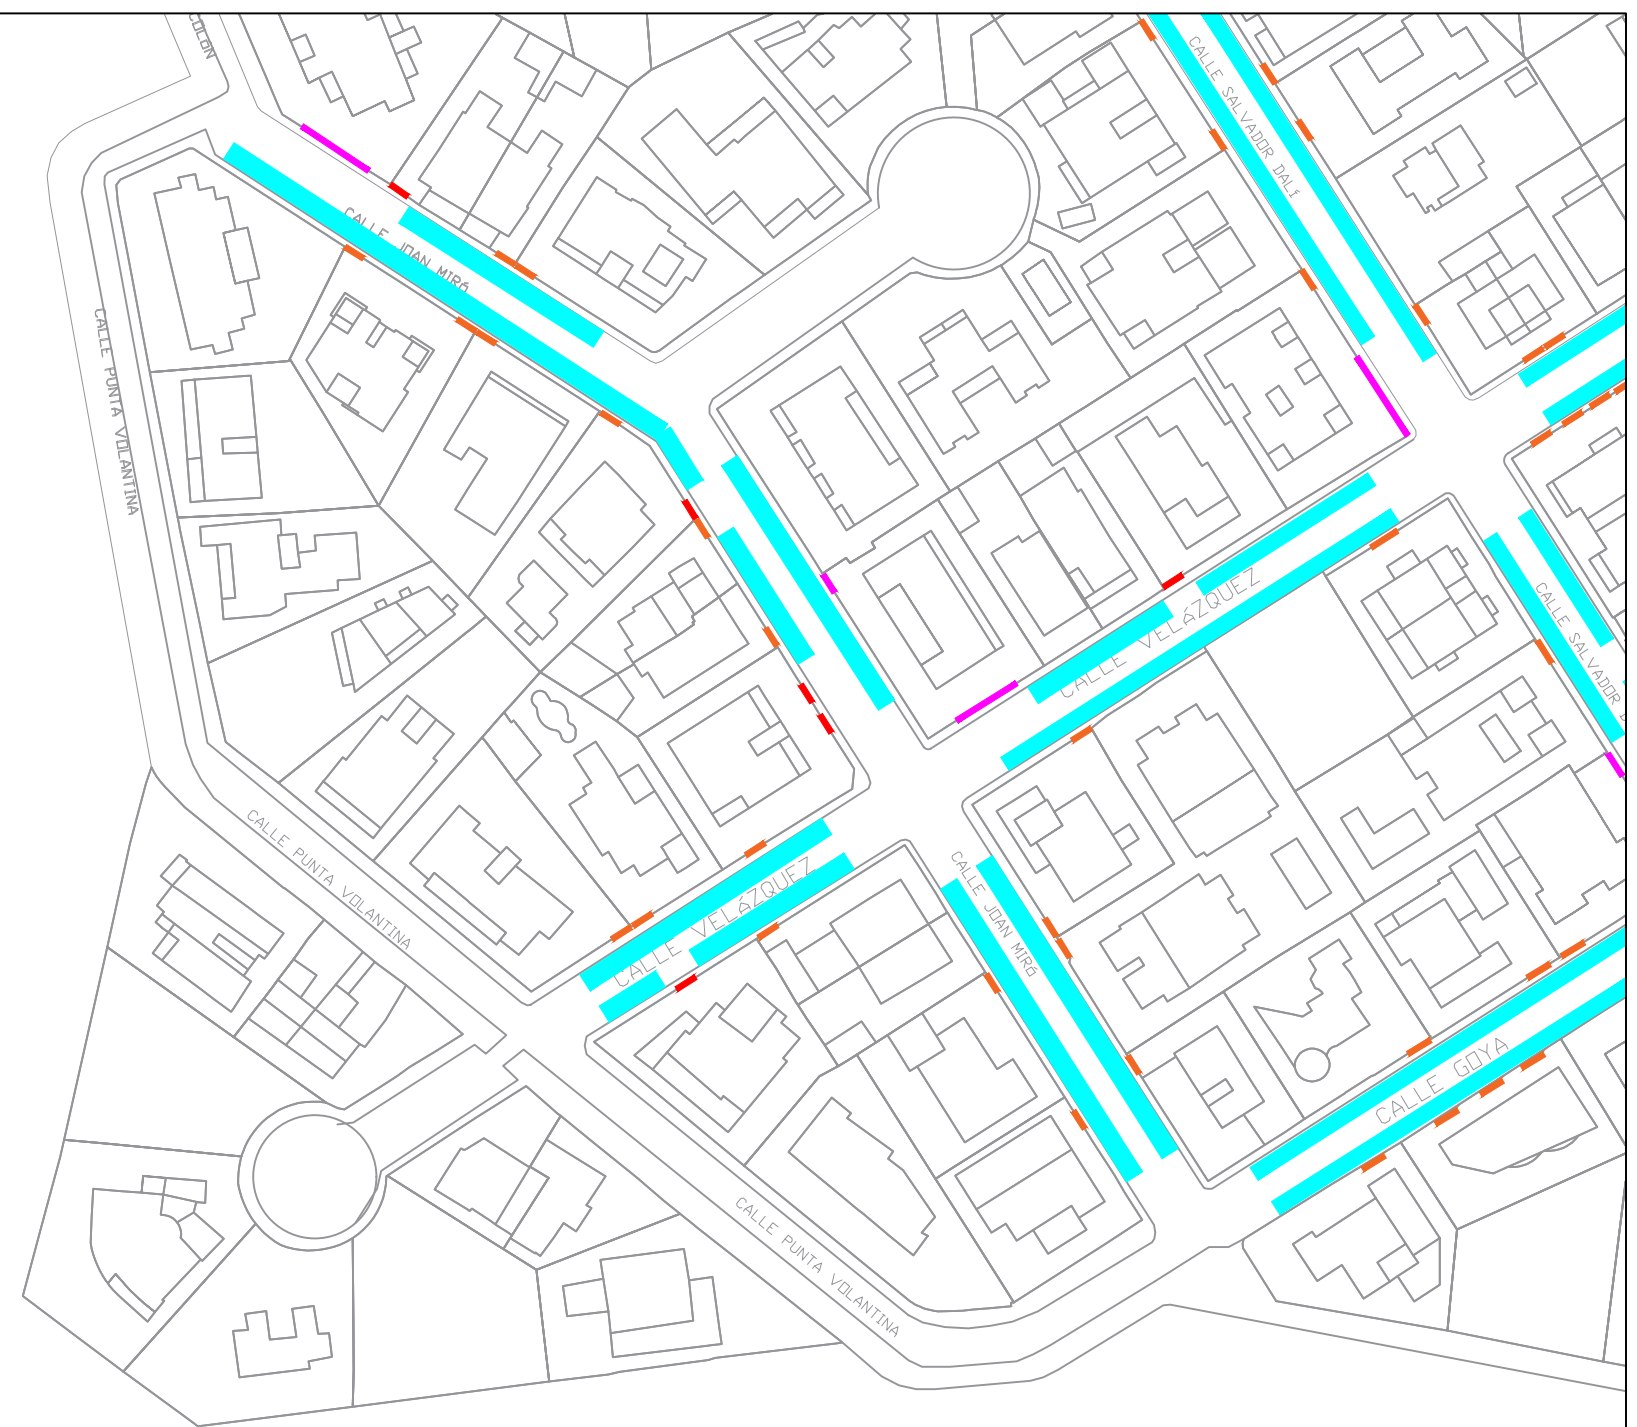 COLÓN
CALLE SALVADOR DALí
CALLE JOAN MIRó
CALLE PUNTA VOLANTINA
CALLE VELÁZQUEZ
CALLE SALVADOR D
CALLE PUNTA VOLANTINA
CALLE VELÁZQUEZ
CALLE JOAN MIRó
CALLE GOYA
CALLE PUNTA VOLANTINA